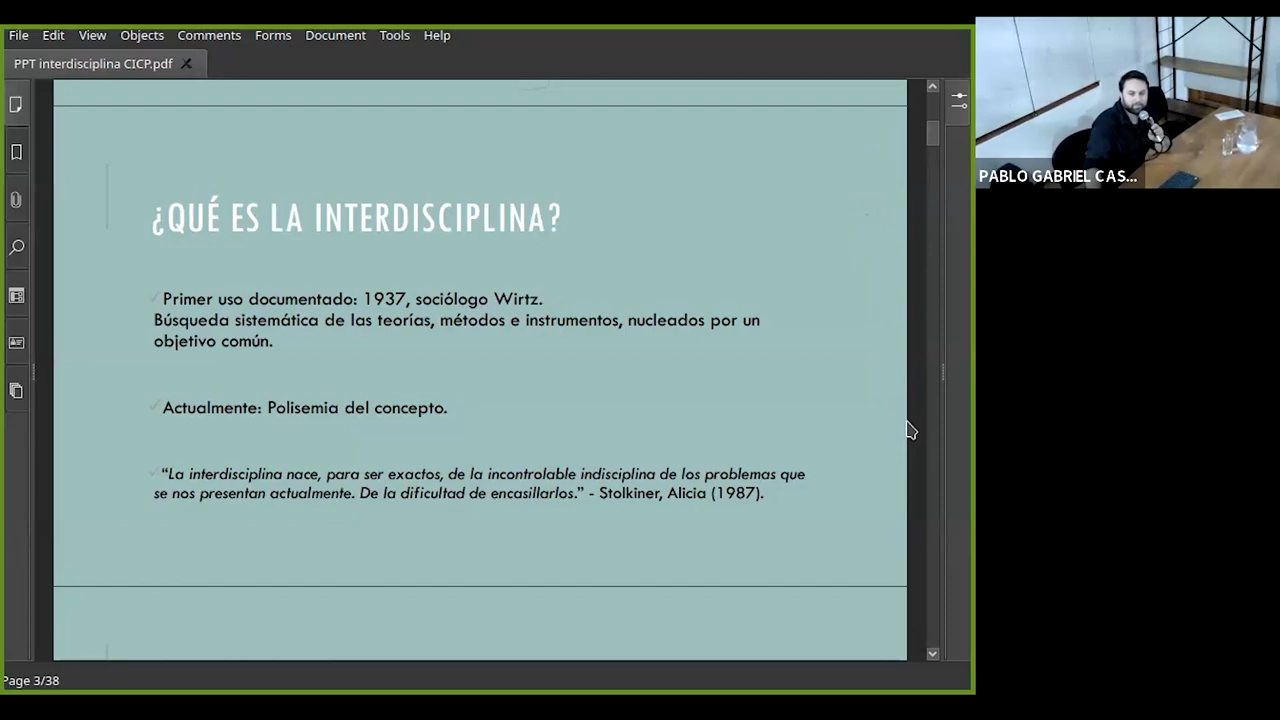 File Edit View Objects Comments Forms Document Tools Help
PPT interdisciplina CICP.pdf
¿QUÉ ES LA INTERDISCIPLINA?
Primer uso documentado: 1937, sociólogo Wirtz.
Búsqueda sistemática de las teorías, métodos e instrumentos, nucleados por un
objetivo común.
Actualmente: Polisemia del concepto.
“La interdisciplina nace, para ser exactos, de la incontrolable indisciplina de los problemas que
se nos presentan actualmente. De la dificultad de encasillarlos.” - Stolkiner, Alicia (1987).
Page 3/38
PABLO GABRIEL CAS...